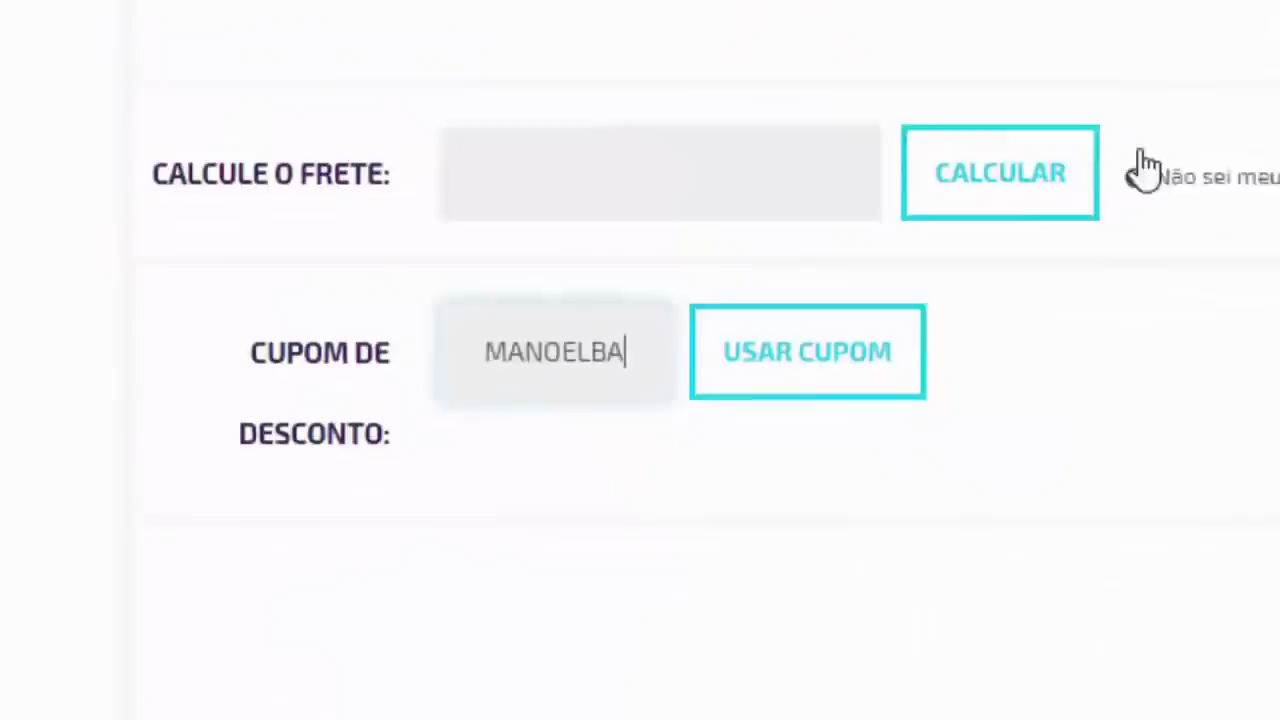 CALCULE O FRETE:
CALCULAR
Não sei meu
CUPOM DE
MANOELBA
USAR CUPOM
DESCONTO: